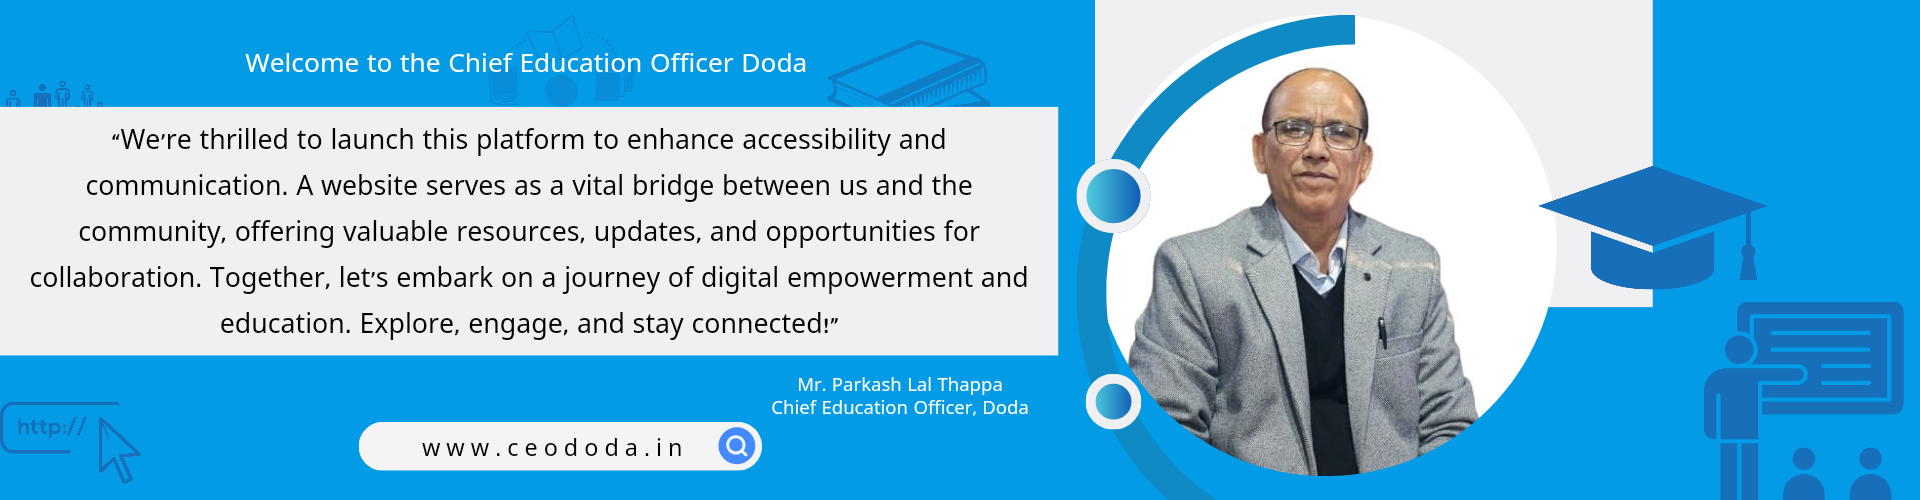 Welcome to the Chief Education Officer Doda
“We’re thrilled to launch this platform to enhance accessibility and
communication. A website serves as a vital bridge between us and the
community, offering valuable resources, updates, and opportunities for
collaboration. Together, let’s embark on a journey of digital empowerment and
education. Explore, engage, and stay connected!”
Mr. Parkash Lal Thappa
Chief Education Officer, Doda
http://
www.ceododa.in